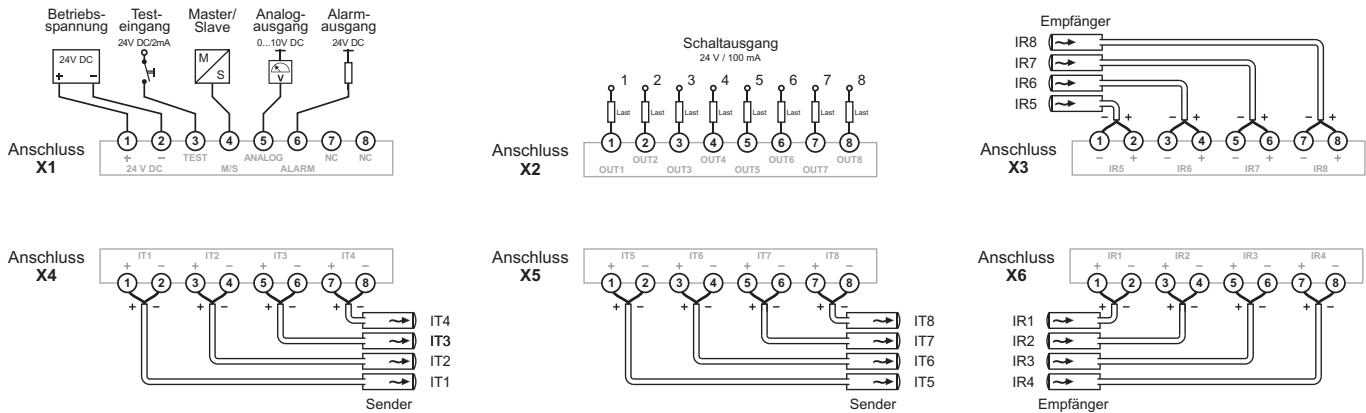 Betriebs-
spannung
Test-
eingang
24V DC/2mA
Master/
Slave
Analog-
ausgang
0...10V DC
Alarm-
ausgang
24V DC
24V DC
+ −
M
S
V
1 2 3 4 5 6 7 8
+ − TEST ANALOG NC NC
24 V DC M/S ALARM
Anschluss
X1
Schaltausgang
24 V / 100 mA
1 2 3 4 5 6 7 8
Last Last Last Last Last Last Last Last
1 2 3 4 5 6 7 8
OUT2 OUT4 OUT6 OUT8
OUT1 OUT3 OUT5 OUT7
Anschluss
X2
Empfänger
IR8
IR7
IR6
IR5
− + − + − + − +
1 2 3 4 5 6 7 8
− + − + − + − +
IR5 IR6 IR7 IR8
Anschluss
X3
Anschluss
X4
IT1 IT2 IT3 IT4
+ − + − + − + −
1 2 3 4 5 6 7 8
+ − + − + − + −
IT4
IT3
IT2
IT1
Sender
Anschluss
X5
IT5 IT6 IT7 IT8
+ − + − + − + −
1 2 3 4 5 6 7 8
+ − + − + − + −
IT8
IT7
IT6
IT5
Sender
Anschluss
X6
IR1 IR2 IR3 IR4
+ − + − + − + −
1 2 3 4 5 6 7 8
+ − + − + − + −
IR1
IR2
IR3
IR4
Empfänger